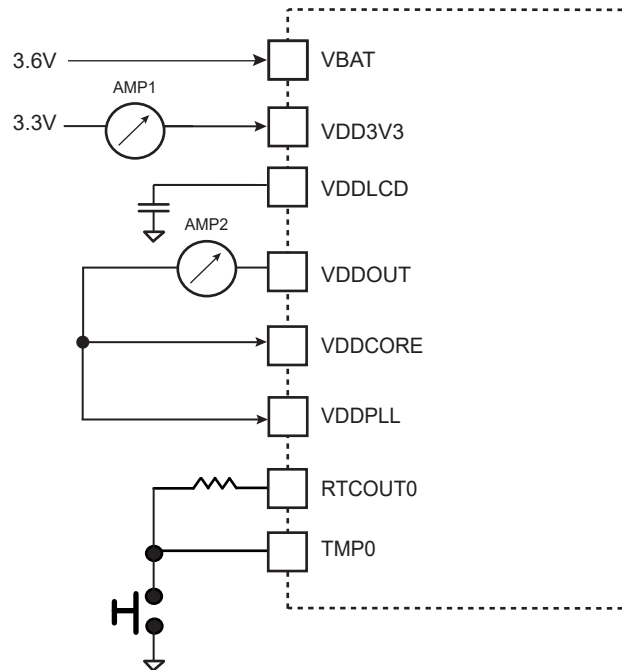 3.6V
VBAT
AMP1
3.3V
VDD3V3
VDDLCD
AMP2
VDDOUT
VDDCORE
VDDPLL
RTCOUT0
TMP0